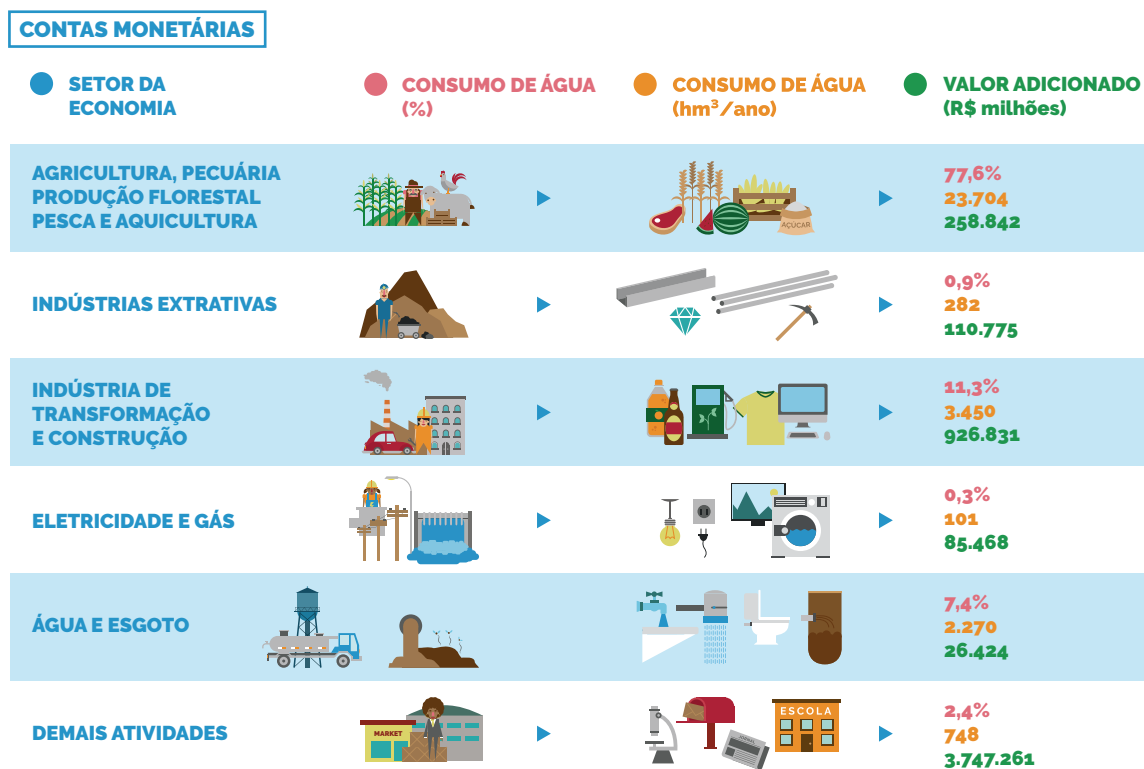 CONTAS MONETÁRIAS
SETOR DA
ECONOMIA
CONSUMO DE ÁGUA
(%)
CONSUMO DE ÁGUA
(hm³/ano)
VALOR ADICIONADO
(R$ milhões)
AGRICULTURA, PECUÁRIA
PRODUÇÃO FLORESTAL
PESCA E AQUICULTURA
AÇUCAR
77,6%
23.704
258.842
INDÚSTRIAS EXTRATIVAS
0,9%
282
110.775
INDÚSTRIA DE
TRANSFORMAÇÃO
E CONSTRUÇÃO
11,3%
3.450
926.831
ELETRICIDADE E GÁS
0,3%
101
85.468
ÁGUA E ESGOTO
7,4%
2.270
26.424
DEMAIS ATIVIDADES
MARKET
ESCOLA
2,4%
748
3.747.261